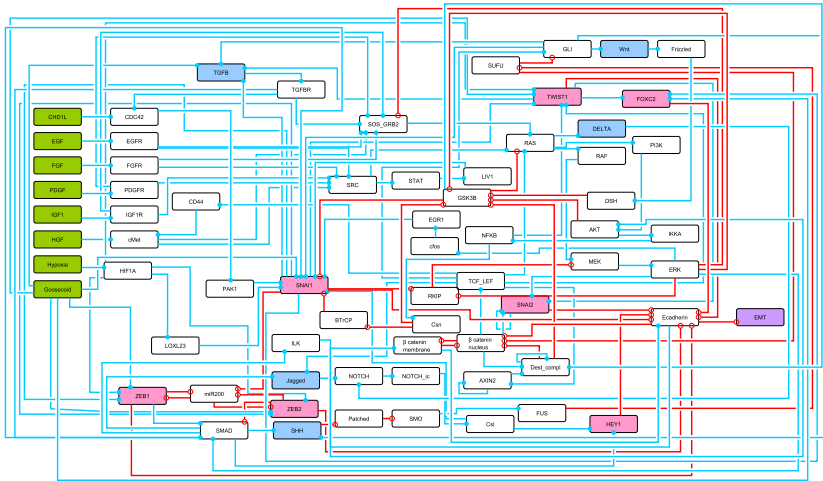 GLI
Wnt
Frizzled
SUFU
TGFB
TGFBR
TWIST1
FOXC2
CHD1L
CDC42
SOS_GRB2
DELTA
EGF
EGFR
RAS
PI3K
RAF
FGF
FGFR
LIV1
STAT
SRC
PDGF
PDGFR
CD44
GSK3B
DSH
IGF1
IGF1R
EGR1
AKT
IKKA
NFKB
HGF
cMet
cfos
Hypoxia
HIF1A
MEK
ERK
PAK1
SNAI1
TCF_LEF
Goosecoid
RKIP
SNAI2
BTrCP
Csn
Ecadherin
EMT
LOXL23
ILK
β catenin
membrane
β catenin
nucleus
Dest_compl
Jagged
NOTCH
NOTCH_ic
AXIN2
ZEB1
miR200
ZEB2
Patched
SMO
FUS
SMAD
SHH
Csl
HEY1